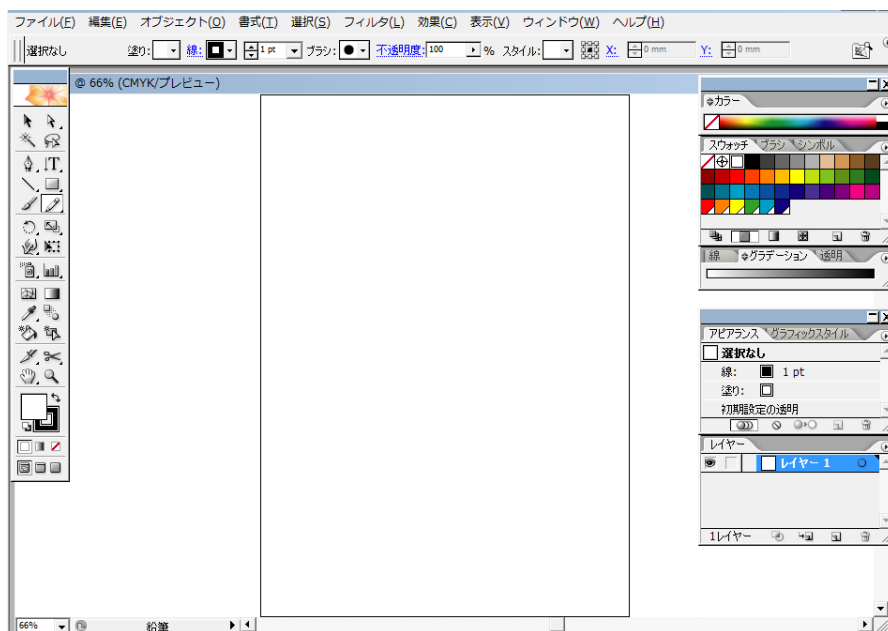 ファイル(F) 編集(E) オブジェクト(O) 書式(T) 選択(S) フィルタ(L) 効果(C) 表示(V) ウィンドウ(W) ヘルプ(H)
選択なし 塗り: 線: 1 pt ブラシ: 不透明度: 100 % スタイル: X: 0 mm Y: 0 mm
@ 66% (CMYK/プレビュー)
カラー
スウォッチ ブラシ シンボル
線 グラデーション 透明
アピアランス グラフィックスタイル
選択なし
線: 1 pt
塗り:
初期設定の透明
レイヤー
レイヤー 1
1レイヤー
66% 鉛筆